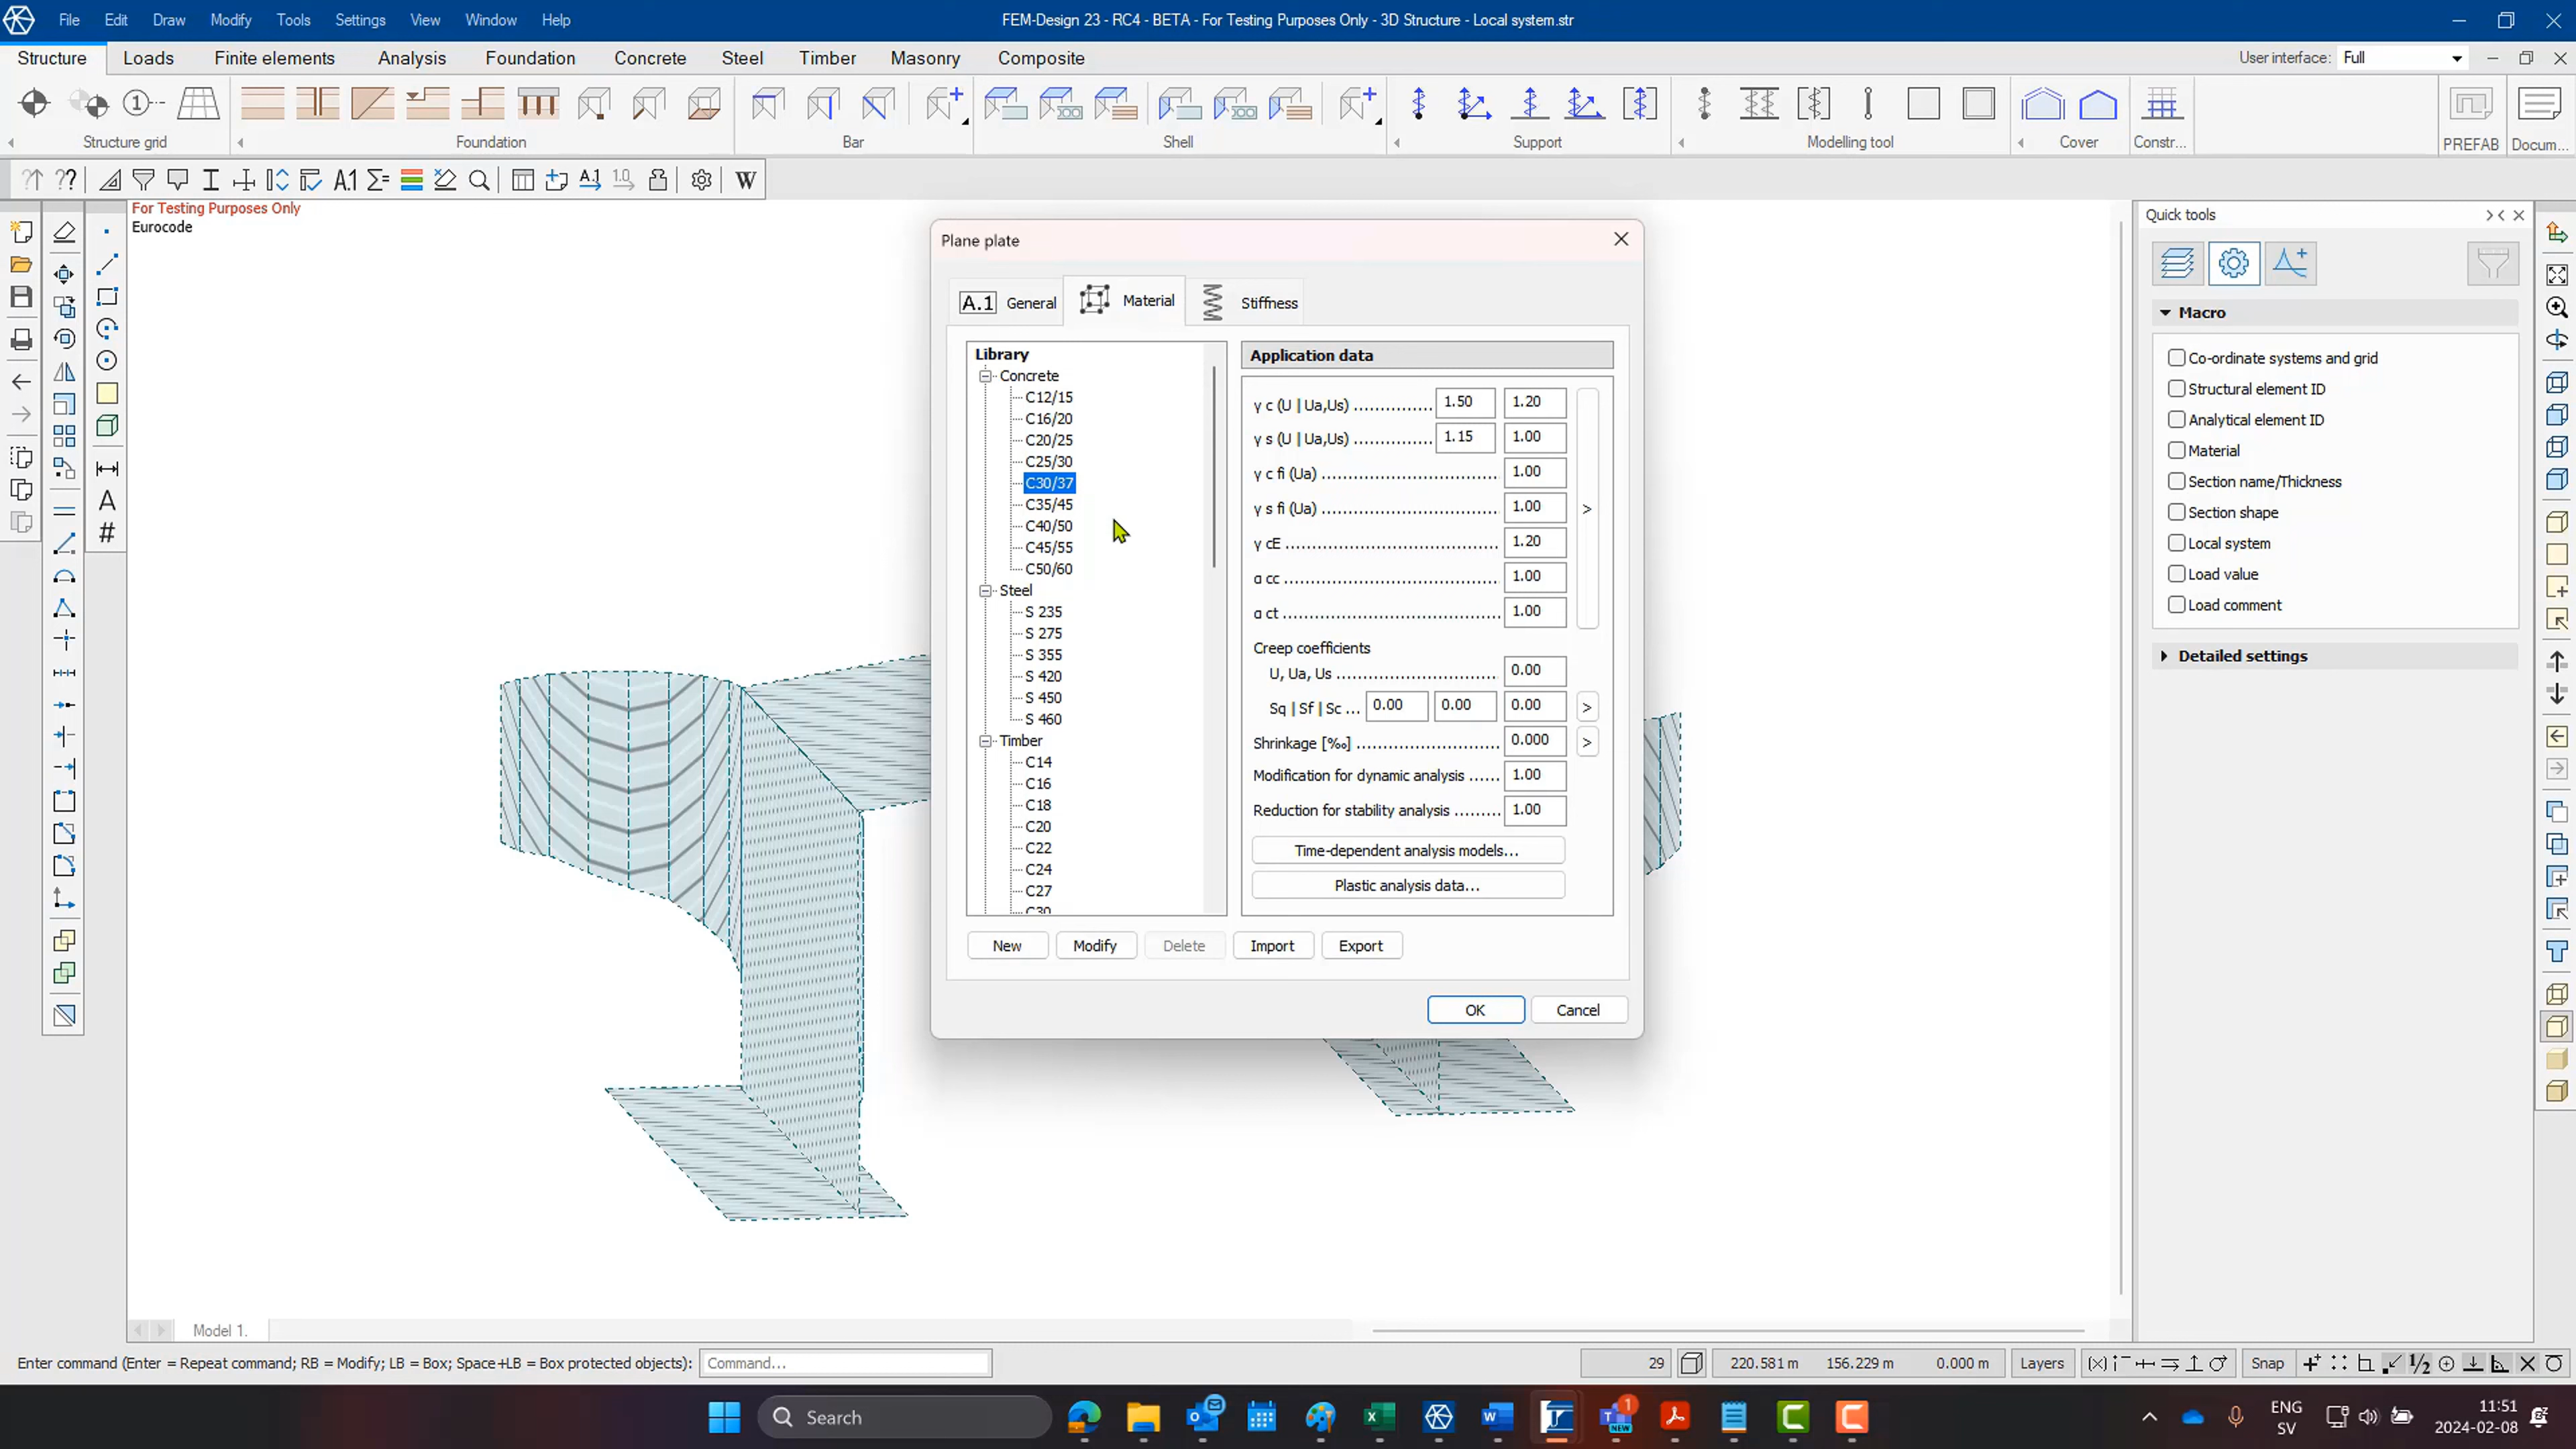 File Edit Draw Modify Tools Settings View Window Help
FEM-Design 23 - RC4 - BETA - For Testing Purposes Only - 3D Structure - Local system.str
Structure Loads Finite elements Analysis Foundation Concrete Steel Timber Masonry Composite
User interface: Full
Structure grid Foundation Bar Shell Support Modelling tool Cover Constr... PREFAB Docum...
For Testing Purposes Only
Eurocode
Plane plate
A.1 General Material Stiffness
Library
Concrete
C12/15
C16/20
C20/25
C25/30
C30/37
C35/45
C40/50
C45/55
C50/60
Steel
S 235
S 275
S 355
S 420
S 450
S 460
Timber
C14
C16
C18
C20
C22
C24
C27
C30
Application data
γ c (U | Ua,Us) .............. 1.50 1.20
γ s (U | Ua,Us) .............. 1.15 1.00
γ c fi (Ua) 1.00
γ s fi (Ua) 1.00
>
γ cE 1.20
α cc 1.00
α ct 1.00
Creep coefficients
U, Ua, Us 0.00
Sq | Sf | Sc ... 0.00 0.00 0.00 >
Shrinkage [‰] 0.000 >
Modification for dynamic analysis ...... 1.00
Reduction for stability analysis ......... 1.00
Time-dependent analysis models...
Plastic analysis data...
New Modify Delete Import Export
OK Cancel
Quick tools
Macro
Co-ordinate systems and grid
Structural element ID
Analytical element ID
Material
Section name/Thickness
Section shape
Local system
Load value
Load comment
Detailed settings
Model 1.
Enter command (Enter = Repeat command; RB = Modify; LB = Box; Space+LB = Box protected objects): Command...
29 220.581 m 156.229 m 0.000 m Layers Snap
Search
ENG
SV
11:51
2024-02-08